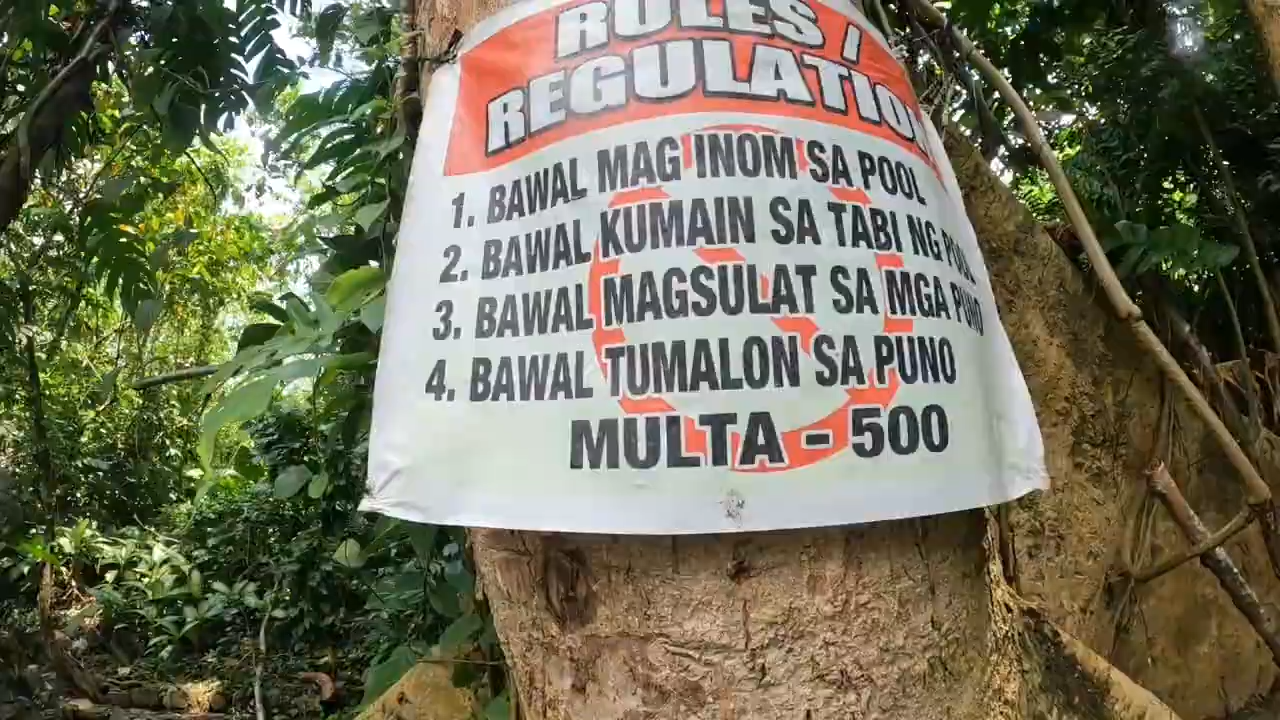 RULES /
REGULATION
1. BAWAL MAG INOM SA POOL
2. BAWAL KUMAIN SA TABI NG POOL
3. BAWAL MAGSULAT SA MGA PUNO
4. BAWAL TUMALON SA PUNO
MULTA - 500